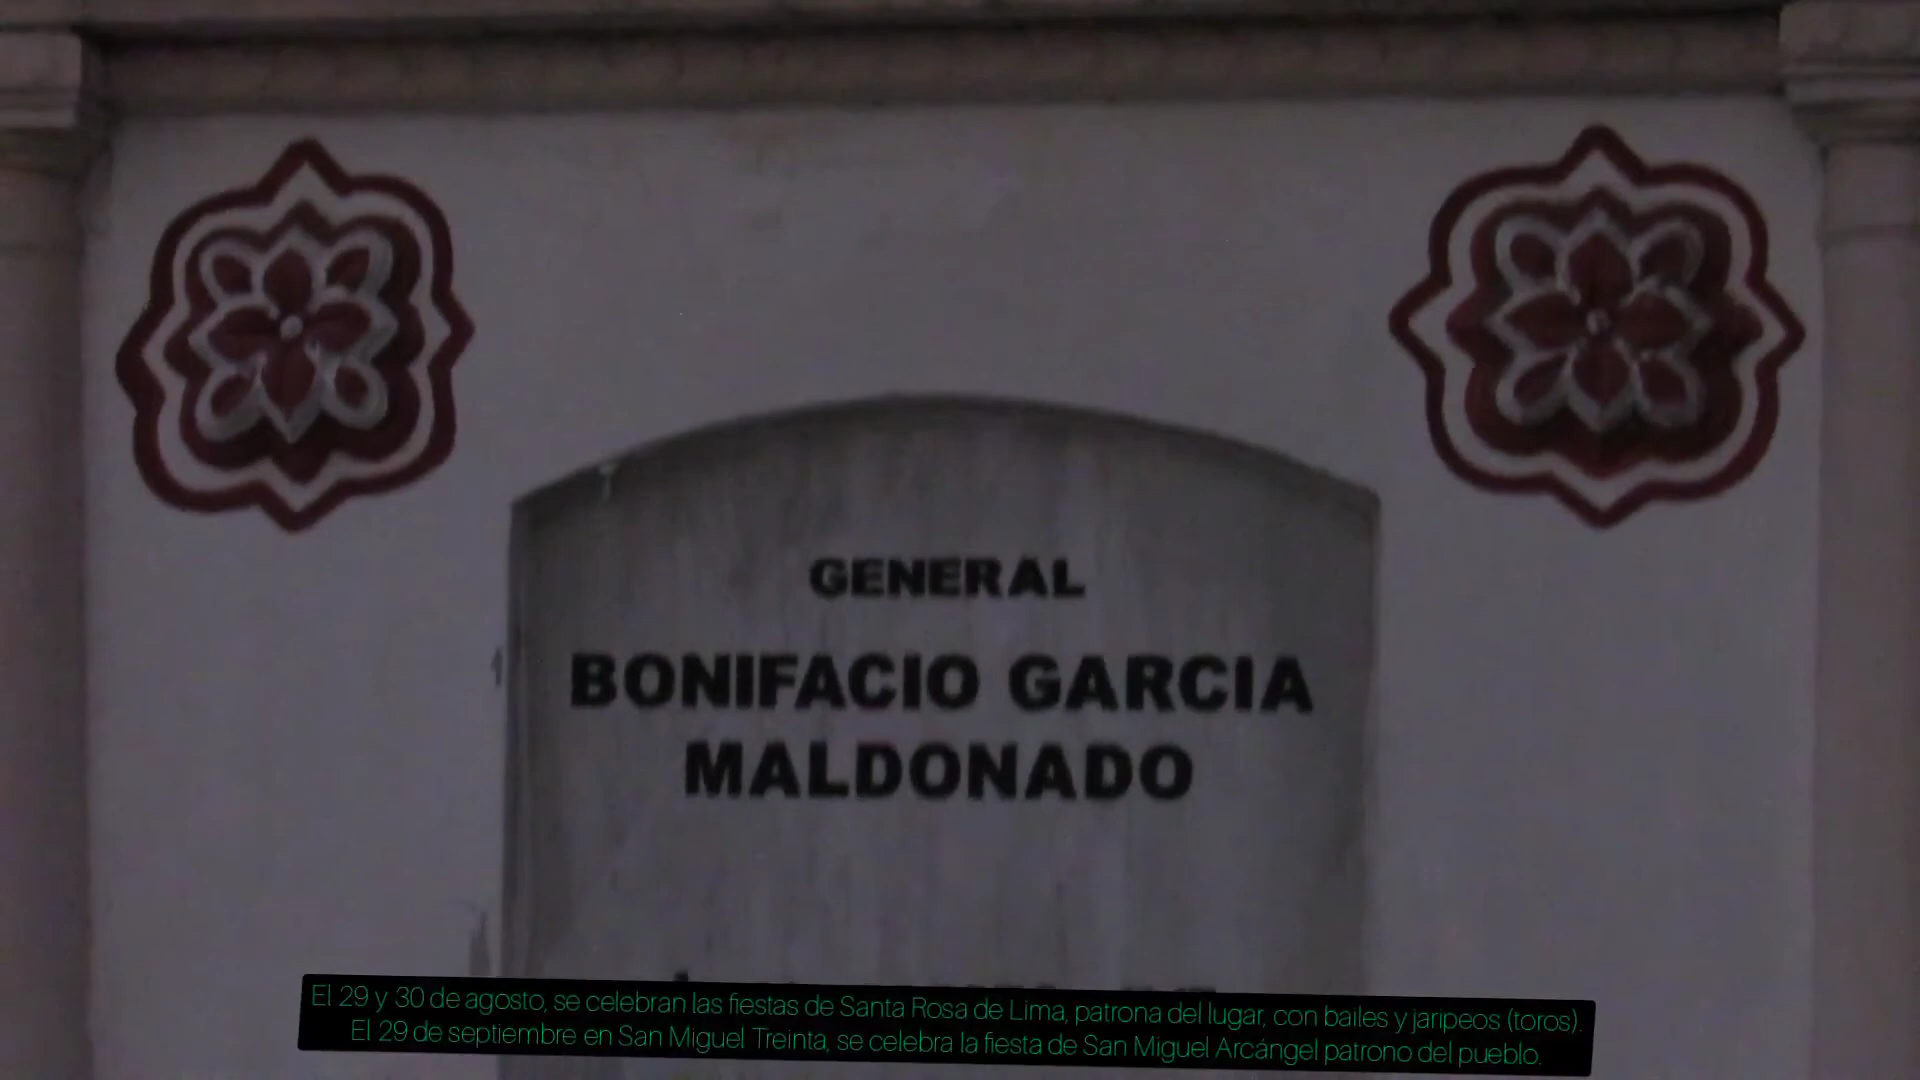 GENERAL
BONIFACIO GARCIA
MALDONADO
El 29 y 30 de agosto, se celebran las fiestas de Santa Rosa de Lima, patrona del lugar, con bailes y jaripeos (toros).
El 29 de septiembre en San Miguel Treinta, se celebra la fiesta de San Miguel Arcángel patrono del pueblo.